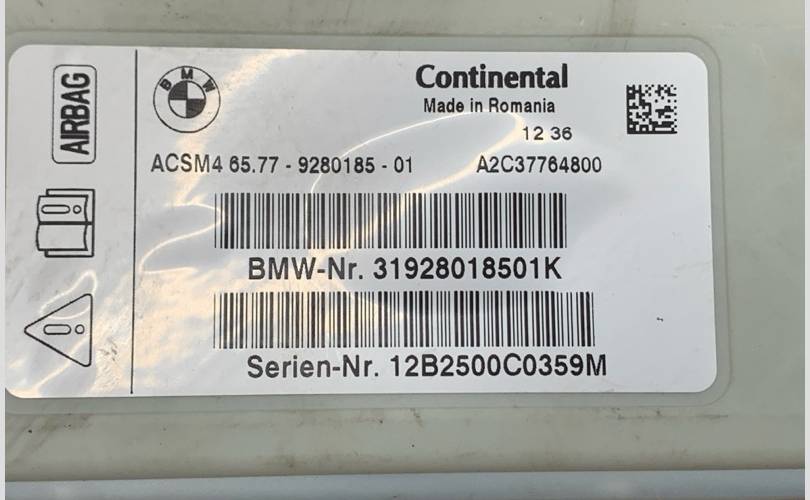 AIRBAG
BMW
Continental
Made in Romania
12 36
ACSM4 65.77 - 9280185 - 01 A2C37764800
BMW-Nr. 31928018501K
Serien-Nr. 12B2500C0359M